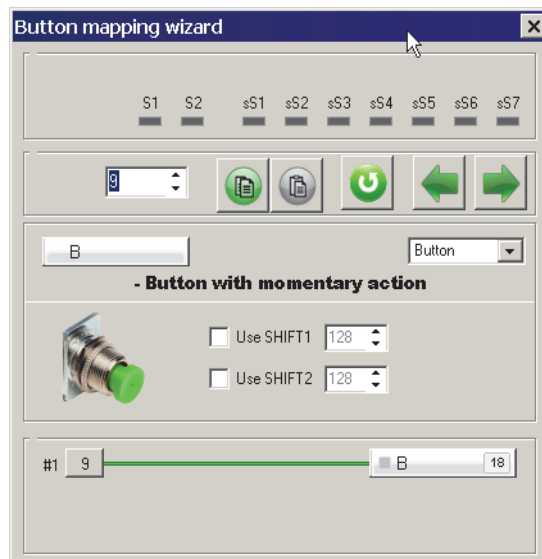 Button mapping wizard
S1 S2 sS1 sS2 sS3 sS4 sS5 sS6 sS7
9
B Button
- Button with momentary action
Use SHIFT1 128
Use SHIFT2 128
#1 9 B 18